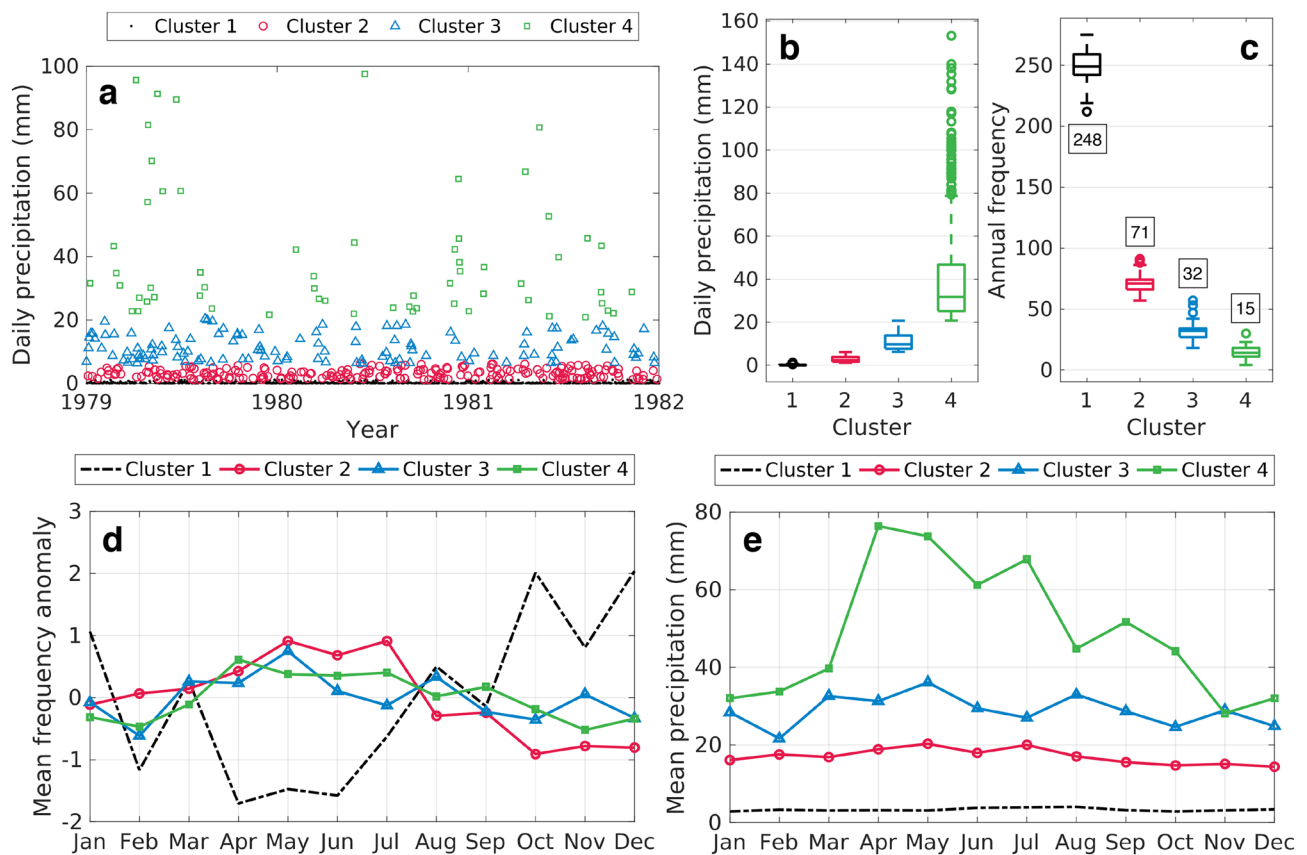 Cluster 1 Cluster 2 Cluster 3 Cluster 4
a
Daily precipitation (mm)
100
80
60
40
20
0
1979 1980 1981 1982
Year
b
Daily precipitation (mm)
160
140
120
100
80
60
40
20
0
1 2 3 4
Cluster
c
Annual frequency
250
200
150
100
50
0
248
71
32
15
1 2 3 4
Cluster
Cluster 1 Cluster 2 Cluster 3 Cluster 4
d
Mean frequency anomaly
3
2
1
0
-1
-2
Jan Feb Mar Apr May Jun Jul Aug Sep Oct Nov Dec
Cluster 1 Cluster 2 Cluster 3 Cluster 4
e
Mean precipitation (mm)
80
60
40
20
0
Jan Feb Mar Apr May Jun Jul Aug Sep Oct Nov Dec